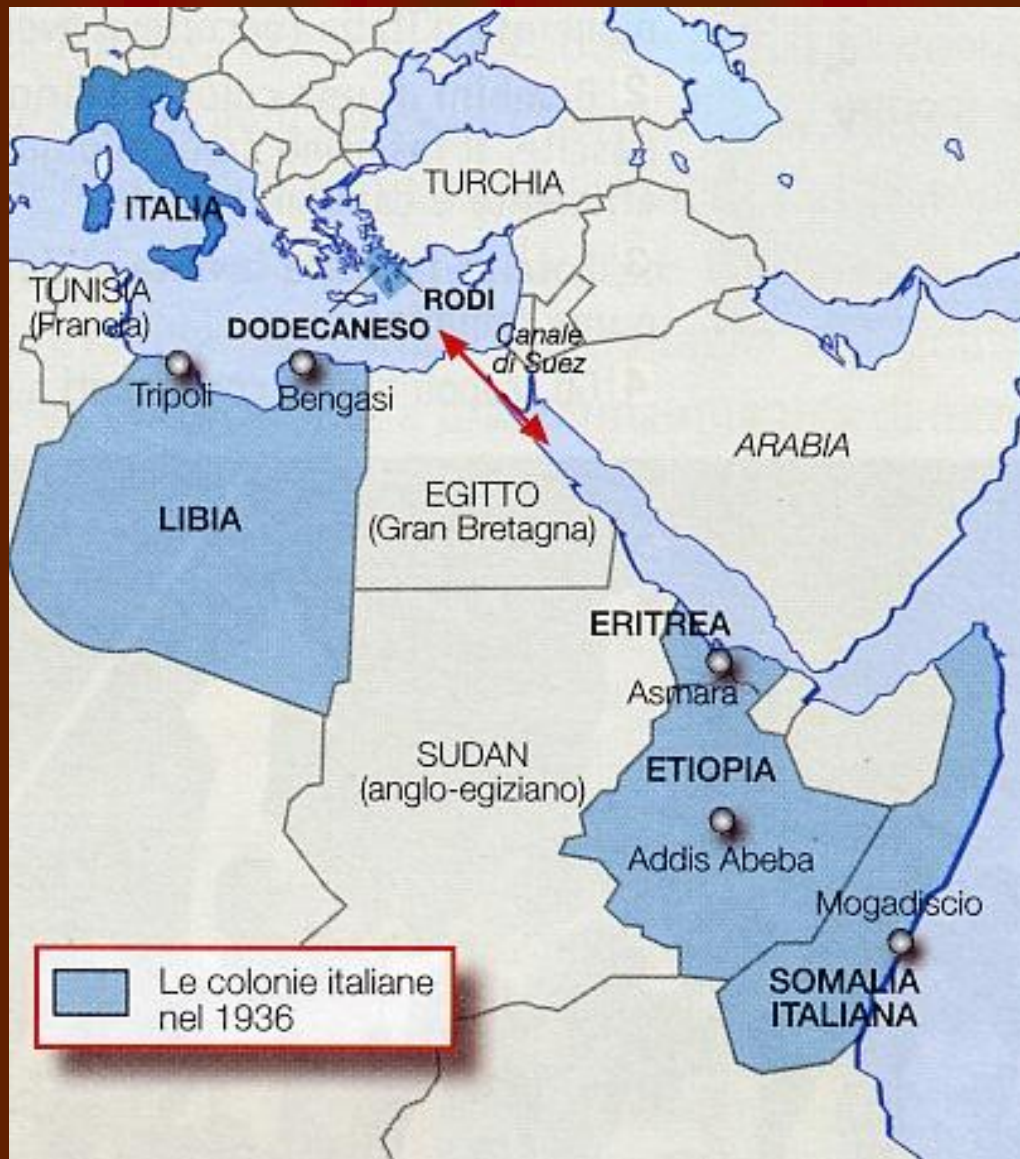 TURCHIA
ITALIA
TUNISIA
(Francia)
RODI
DODECANESO
Canale
di Suez
Tripoli
Bengasi
ARABIA
EGITTO
(Gran Bretagna)
LIBIA
ERITREA
Asmara
SUDAN
(anglo-egiziano)
ETIOPIA
Addis Abeba
Mogadiscio
SOMALIA
ITALIANA
Le colonie italiane
nel 1936